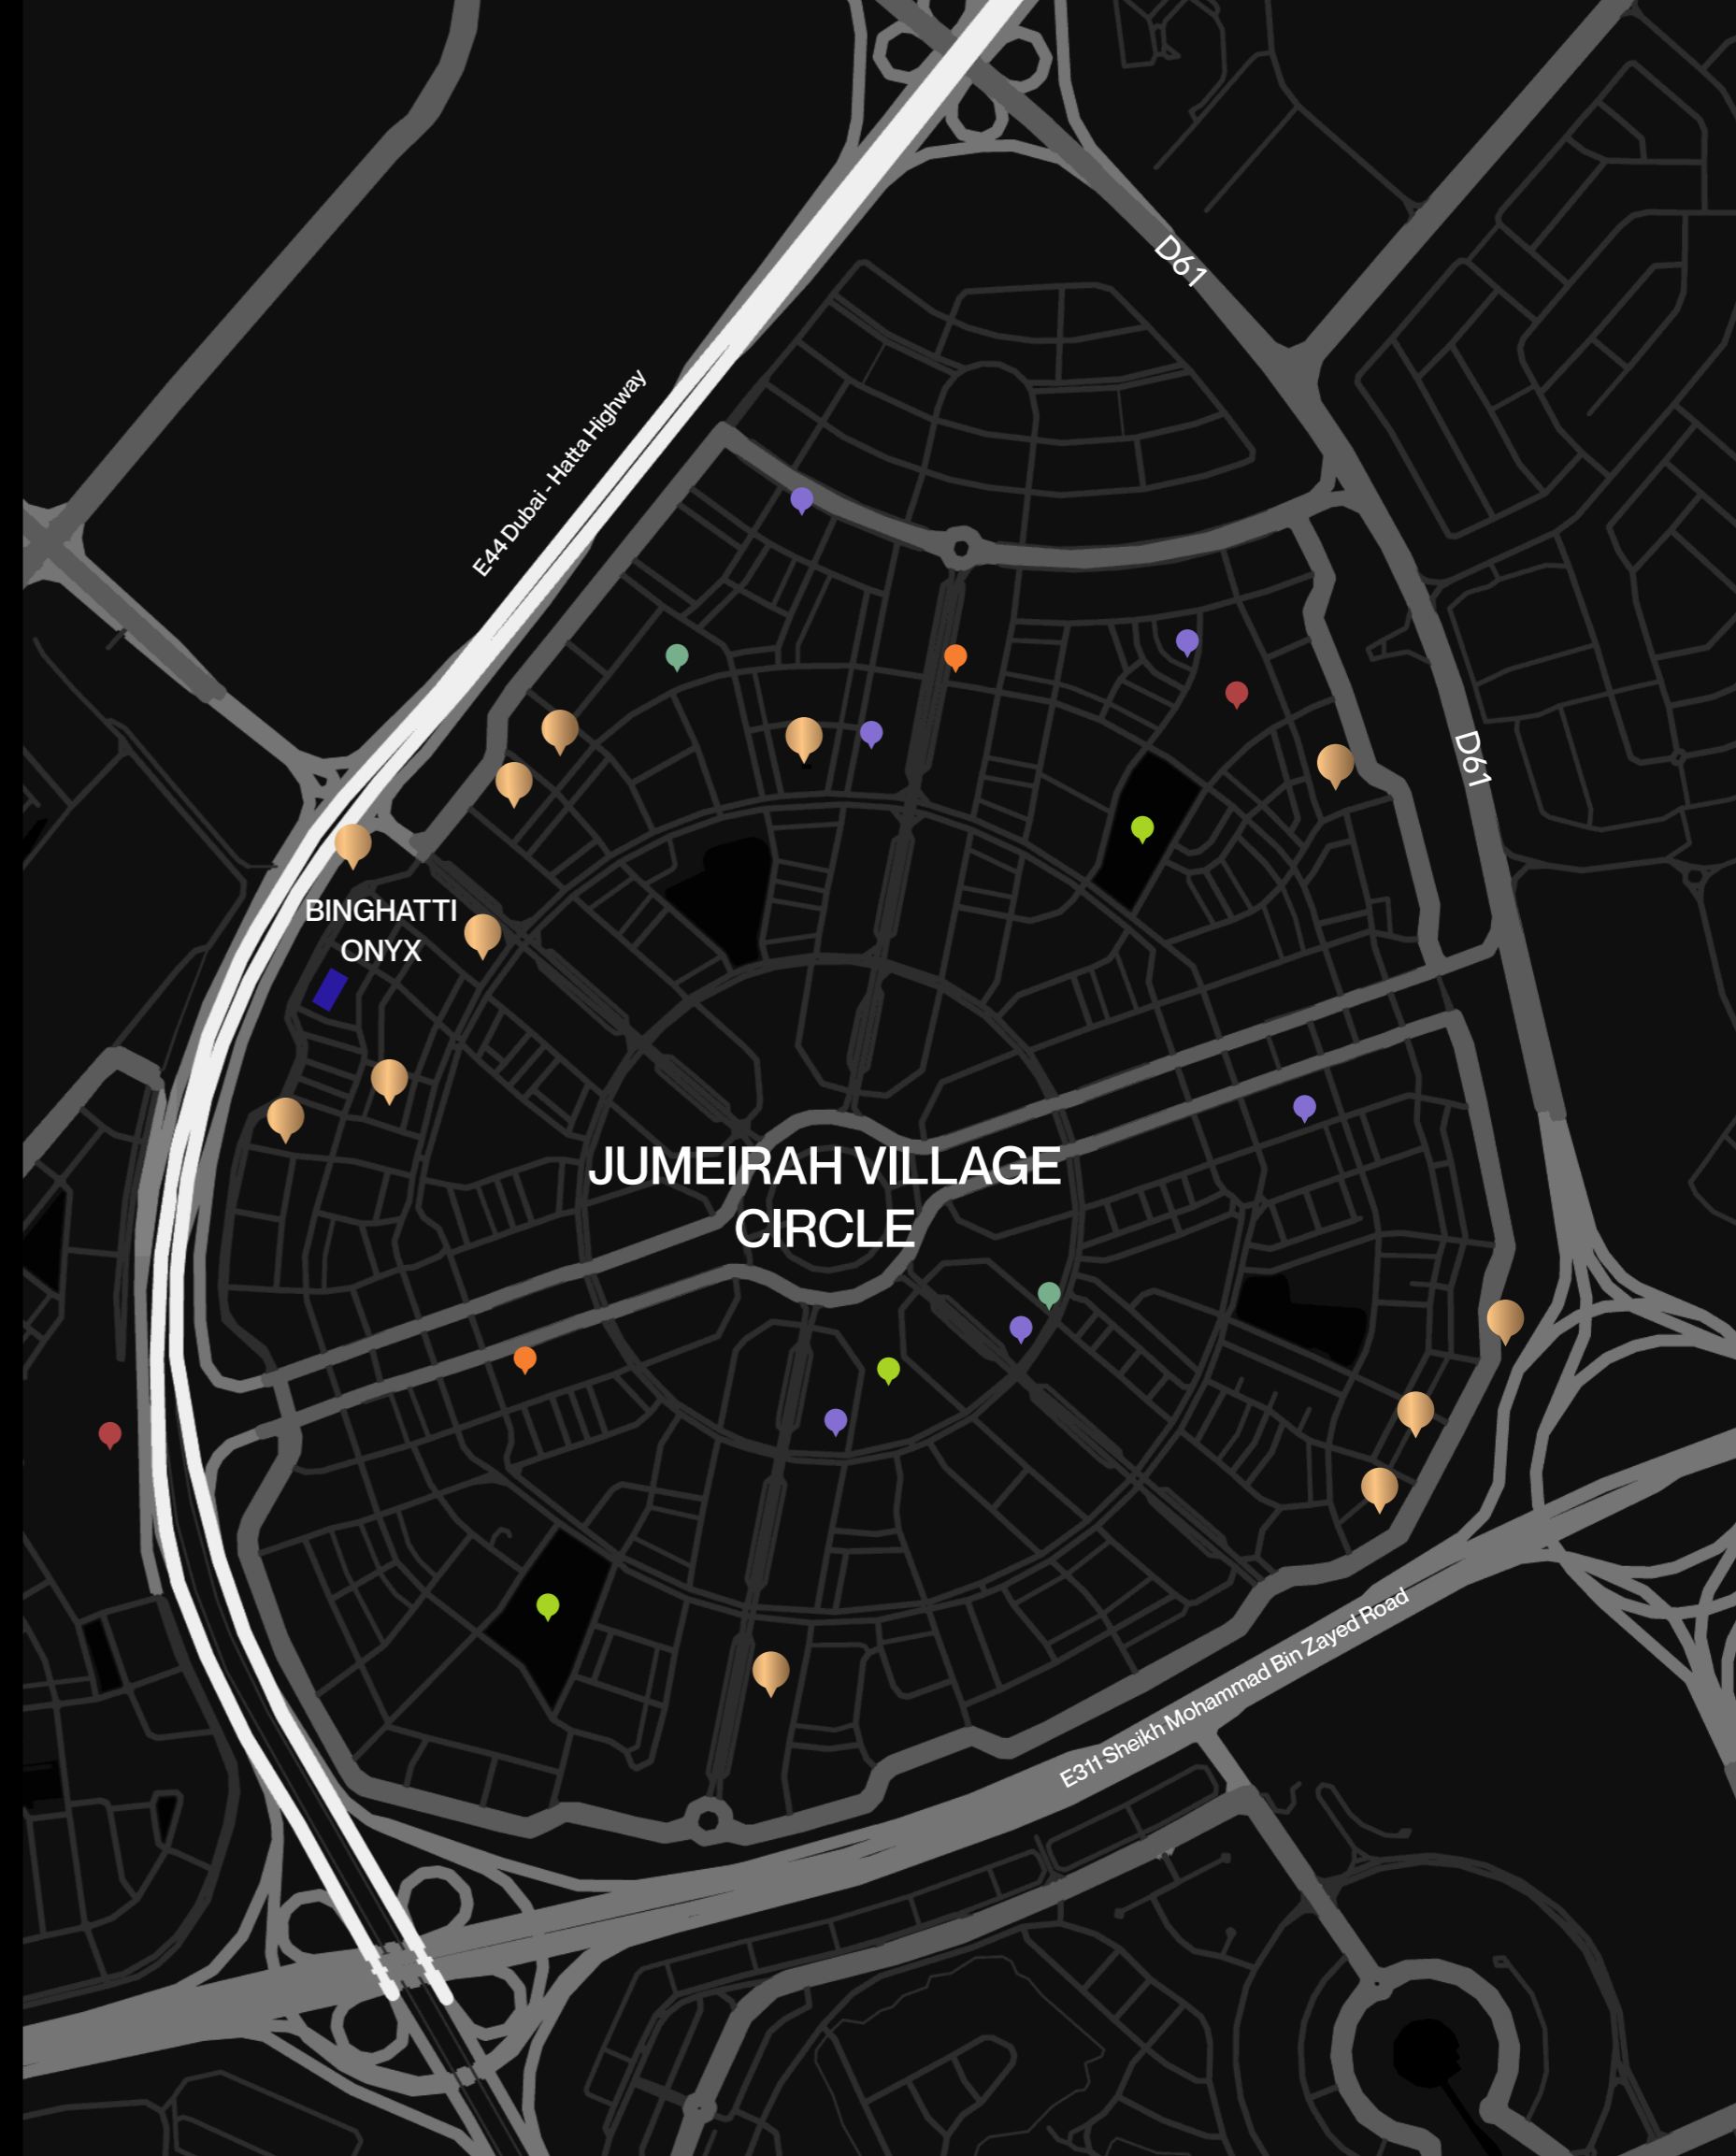 D61
E44 Dubai - Hatta Highway
D61
BINGHATTI
ONYX
JUMEIRAH VILLAGE
CIRCLE
E311 Sheikh Mohammad Bin Zayed Road